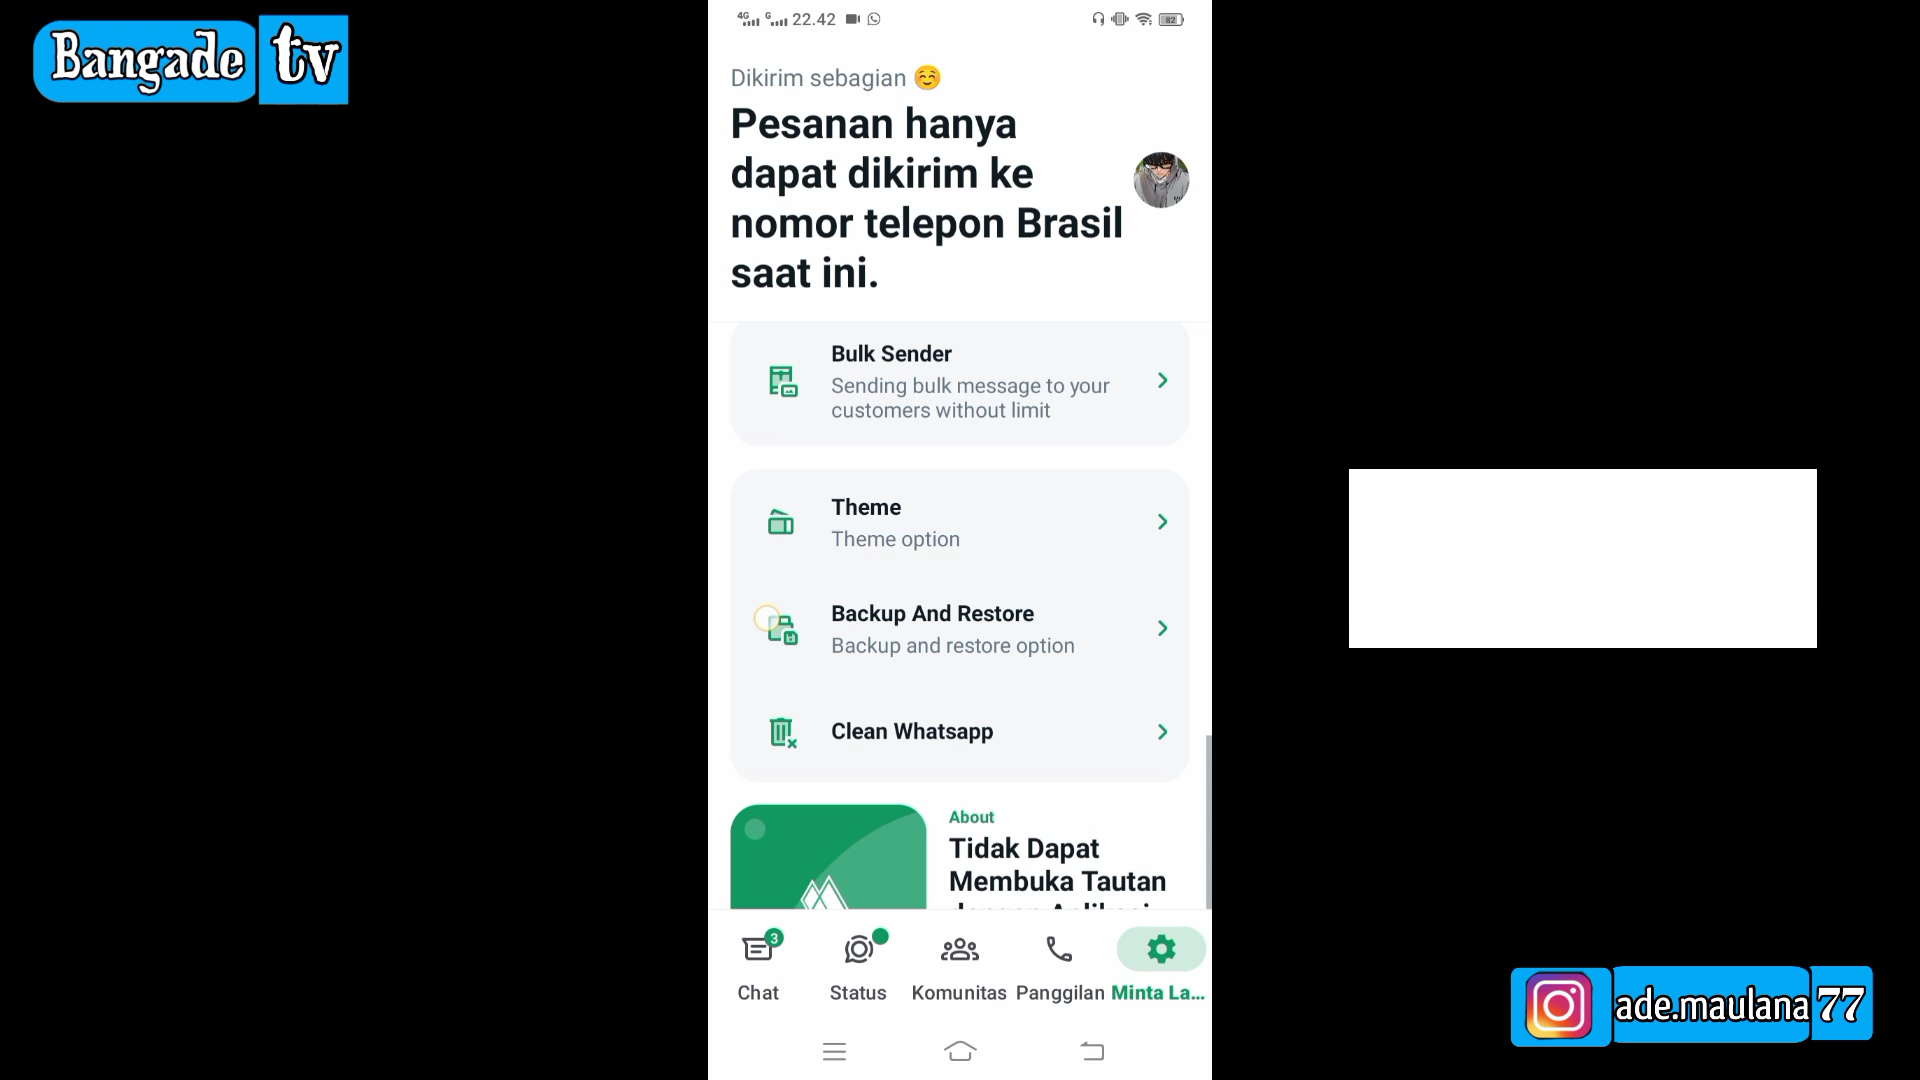 Bangade tv
4G G 22.42 82
Dikirim sebagian ☺️
Pesanan hanya
dapat dikirim ke
nomor telepon Brasil
saat ini.
Bulk Sender
Sending bulk message to your
customers without limit
Theme
Theme option
Backup And Restore
Backup and restore option
Clean Whatsapp
About
Tidak Dapat
Membuka Tautan
3
Chat Status Komunitas Panggilan Minta La...
ade.maulana 77